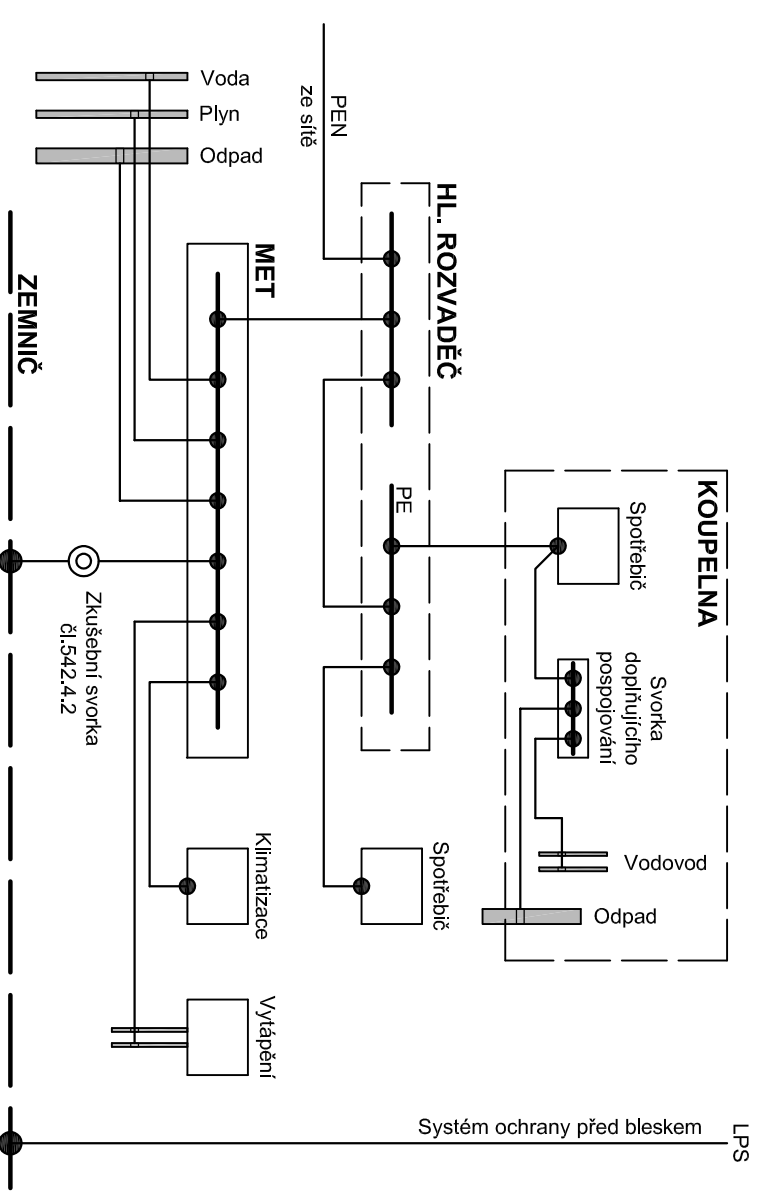 KOUPELNA
Spotřebič
Svorka
doplňujícího
pospojování
Vodovod
Odpad
HL. ROZVADĚČ
PEN
ze sítě
PE
Spotřebič
MET
Voda
Plyn
Odpad
Klimatizace
Vytápění
Zkušební svorka
čl.542.4.2
ZEMNIČ
LPS
Systém ochrany před bleskem